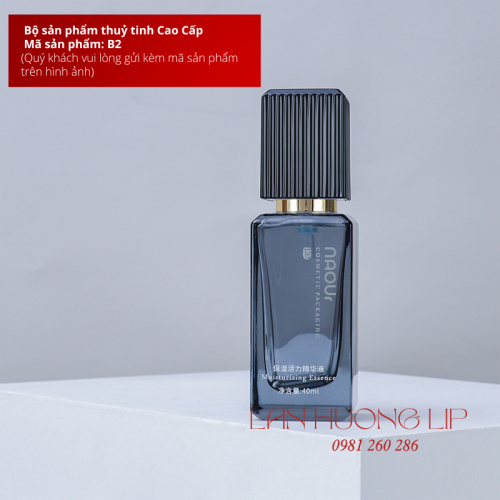 Bộ sản phẩm thuỷ tinh Cao Cấp
Mã sản phẩm: B2
(Quý khách vui lòng gửi kèm mã sản phẩm
trên hình ảnh)
NAOUr
COSMETIC PACKAGING
保湿活力精华液
Moisturizing Essence
净含量:40ml
LAN HUONG LIP
0981 260 286